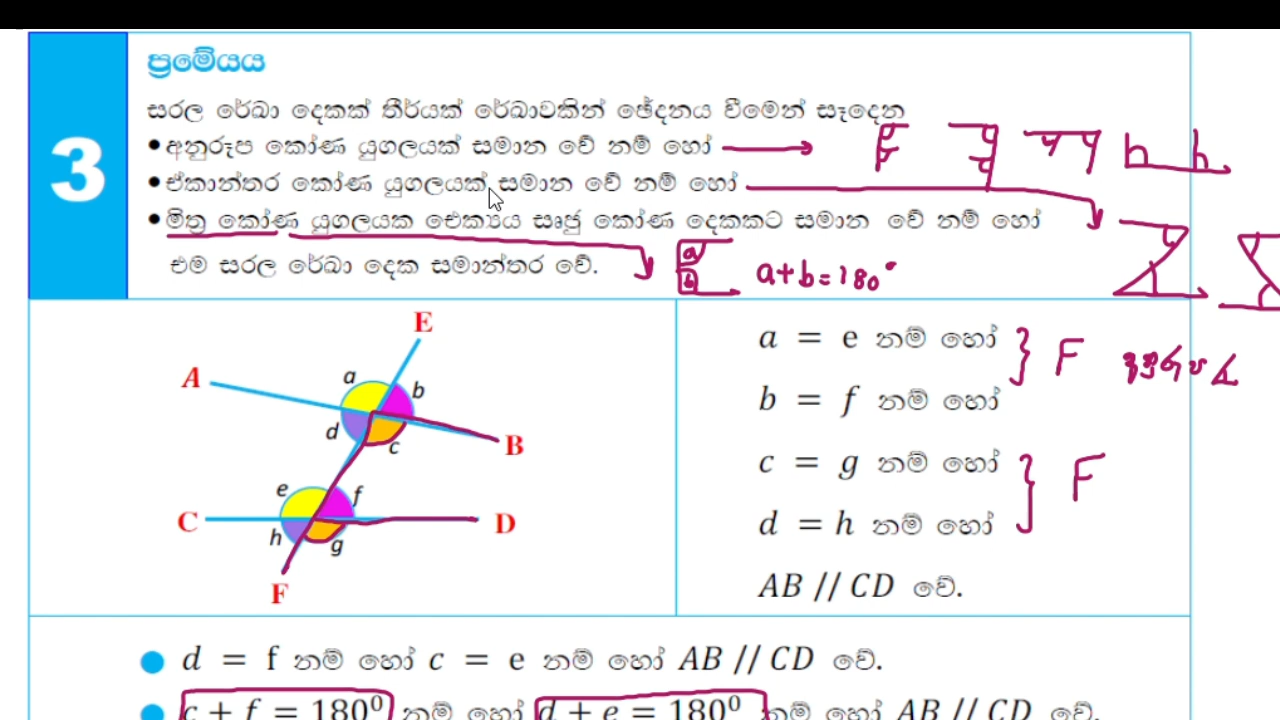 ප්‍රමේයය
3
සරල රේඛා දෙකක් තීර්යක් රේඛාවකින් ඡේදනය වීමෙන් සෑදෙන
•අනුරූප කෝණ යුගලයක් සමාන වේ නම් හෝ
•ඒකාන්තර කෝණ යුගලයක් සමාන වේ නම් හෝ
•මිත්‍ර කෝණ යුගලයක ඓක්‍යය සෘජු කෝණ දෙකකට සමාන වේ නම් හෝ
එම සරල රේඛා දෙක සමාන්තර වේ.
a
b
a+b=180°
E
A
a
b
d
c
B
e
f
C
D
h
g
F
a = e නම් හෝ
b = f නම් හෝ
F
c = g නම් හෝ
d = h නම් හෝ
F
AB // CD වේ.
d = f නම් හෝ c = e නම් හෝ AB // CD වේ.
c + f = 180⁰ නම් හෝ d + e = 180⁰ නම් හෝ AB // CD වේ.